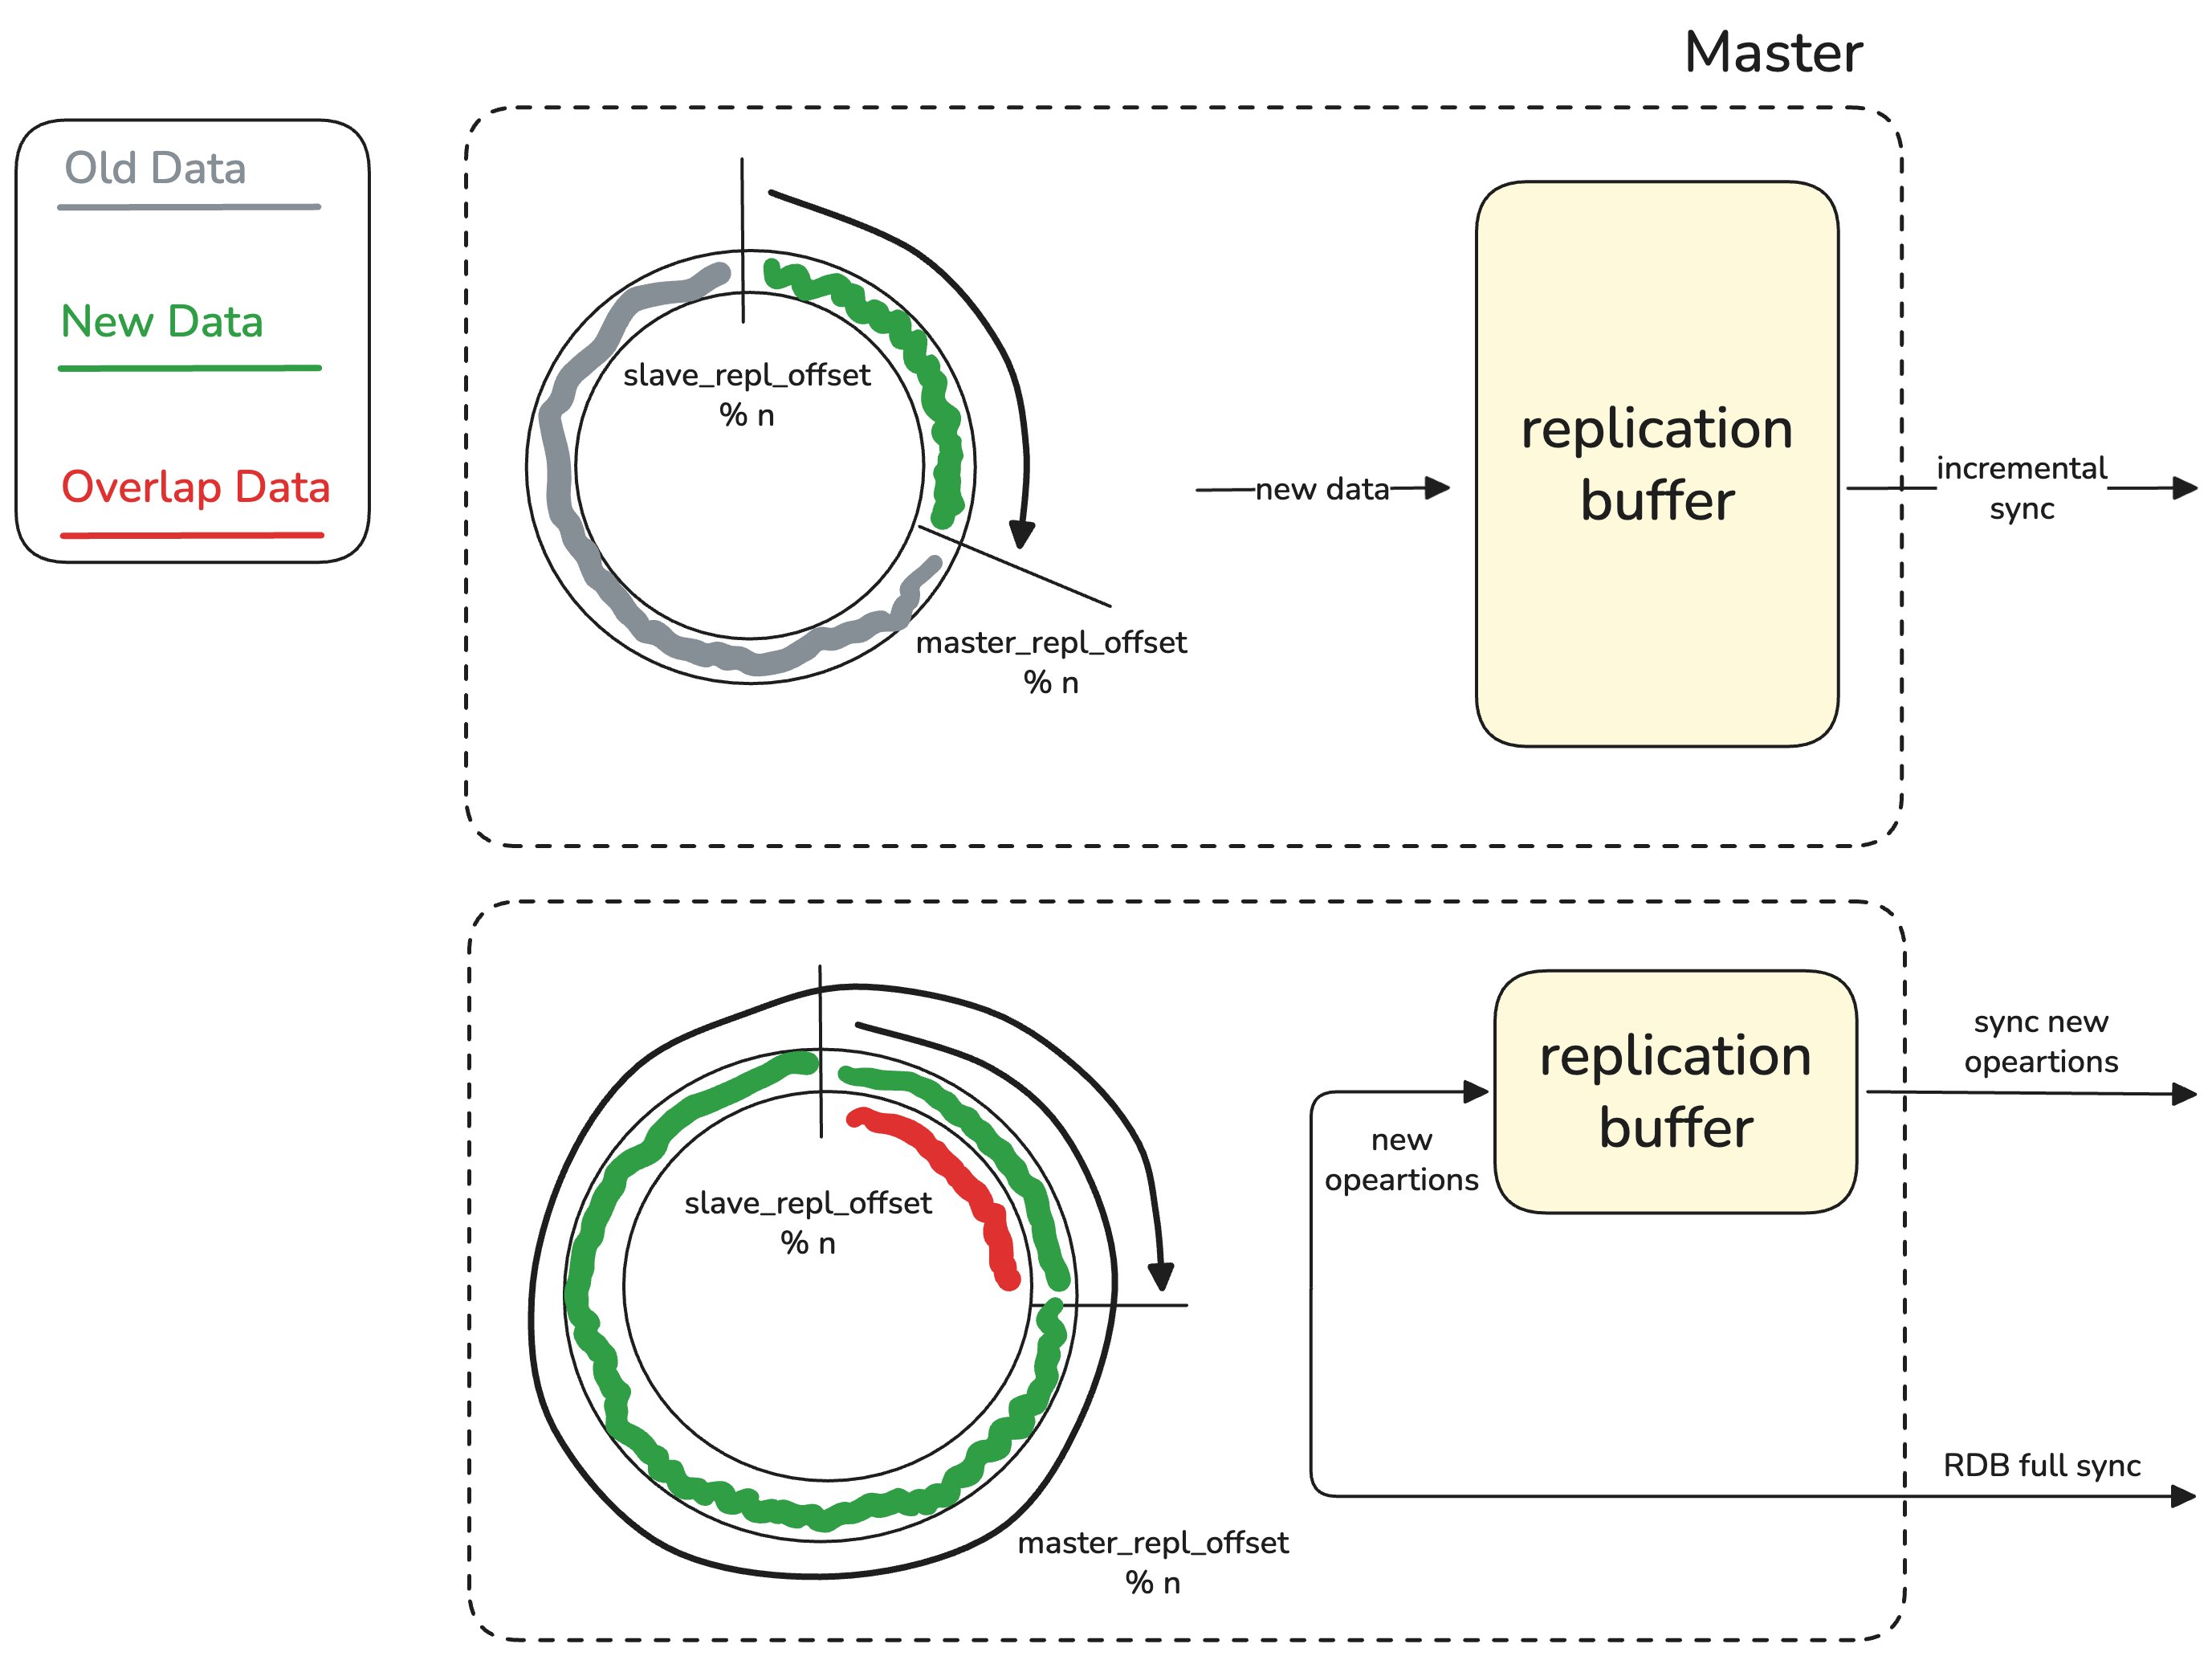 Master
Old Data
New Data
Overlap Data
slave_repl_offset
% n
master_repl_offset
% n
new data
replication
buffer
incremental
sync
slave_repl_offset
% n
master_repl_offset
% n
new
opeartions
replication
buffer
sync new
opeartions
RDB full sync